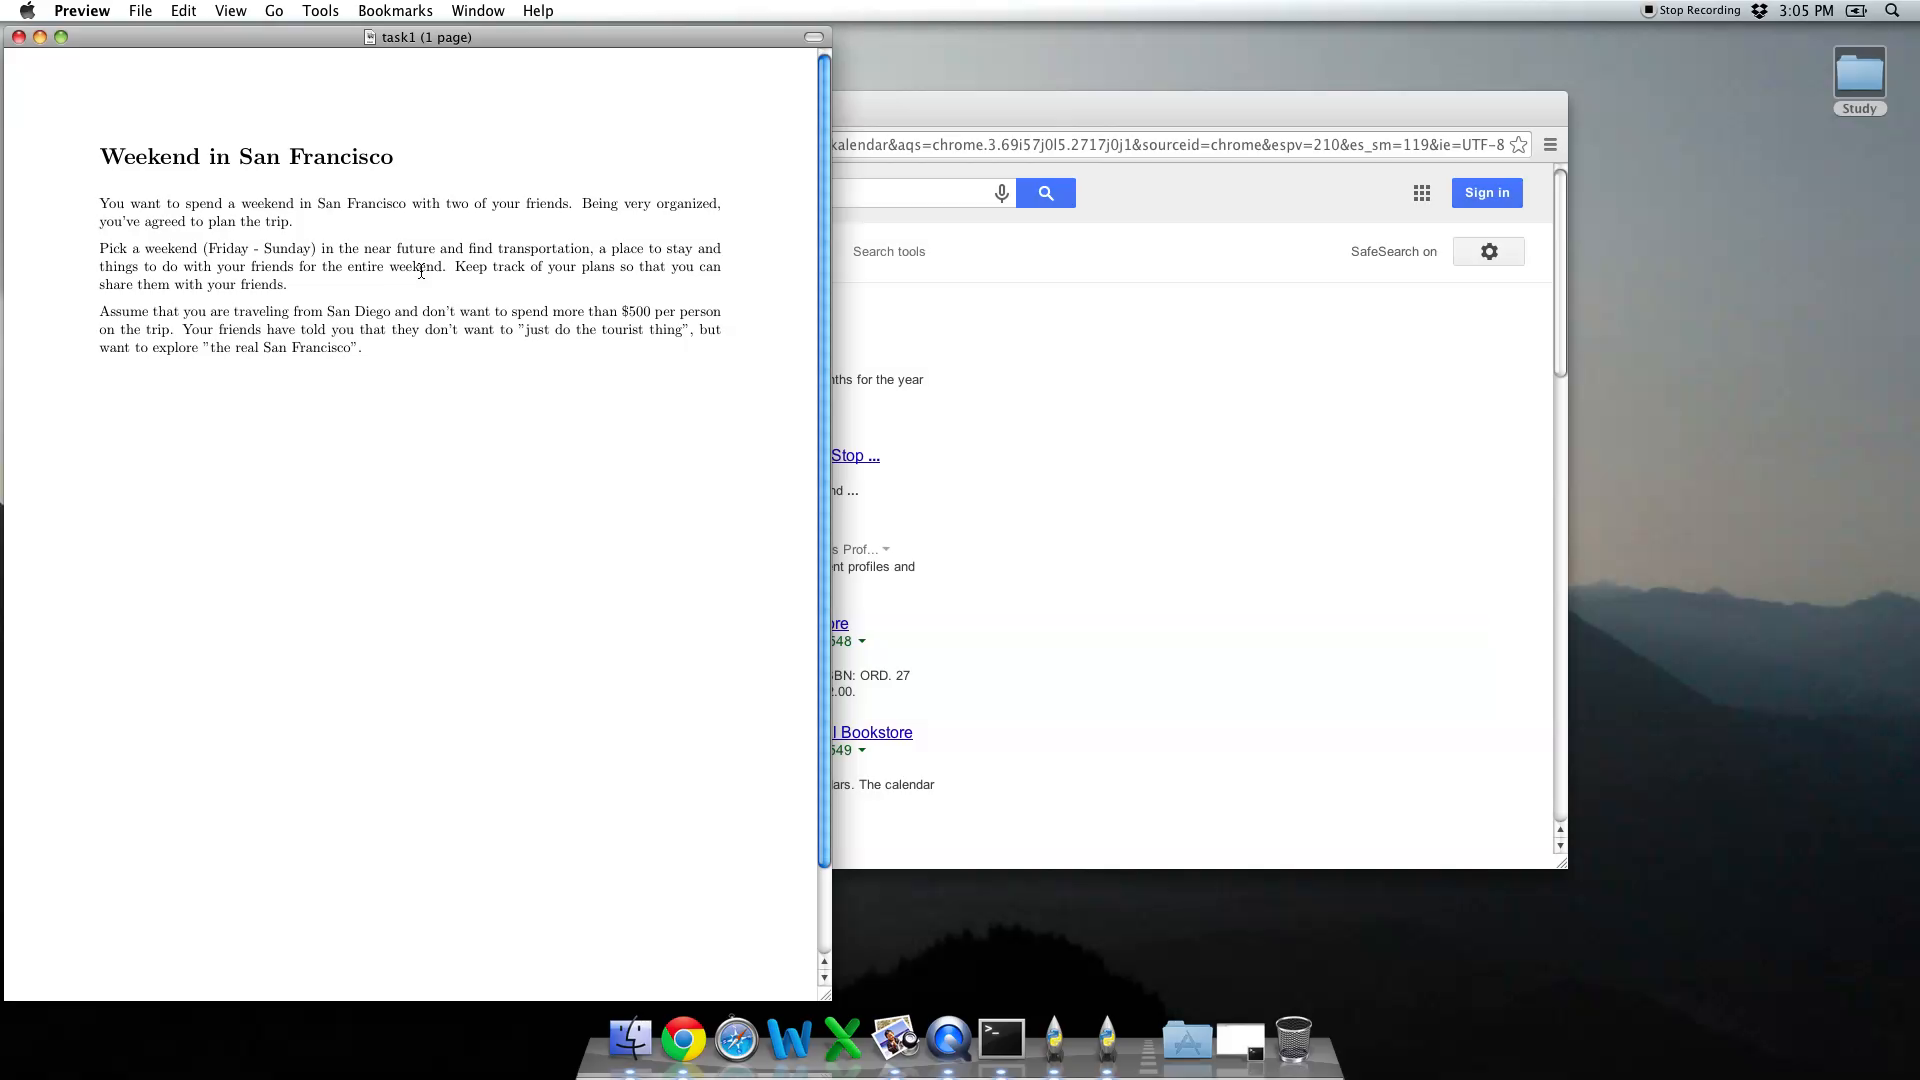 Preview File Edit View Go Tools Bookmarks Window Help
Stop Recording 3:05 PM
task1 (1 page)
Study
Weekend in San Francisco
You want to spend a weekend in San Francisco with two of your friends. Being very organized,
you've agreed to plan the trip.
Pick a weekend (Friday - Sunday) in the near future and find transportation, a place to stay and
things to do with your friends for the entire weekend. Keep track of your plans so that you can
share them with your friends.
Assume that you are traveling from San Diego and don't want to spend more than $500 per person
on the trip. Your friends have told you that they don't want to "just do the tourist thing", but
want to explore "the real San Francisco".
kalendar&aqs=chrome.3.69i57j0l5.2717j0j1&sourceid=chrome&espv=210&es_sm=119&ie=UTF-8
Sign in
Search tools
SafeSearch on
nths for the year
Stop ...
nd ...
s Prof...
ent profiles and
ore
548
BN: ORD. 27
2.00.
l Bookstore
549
ars. The calendar